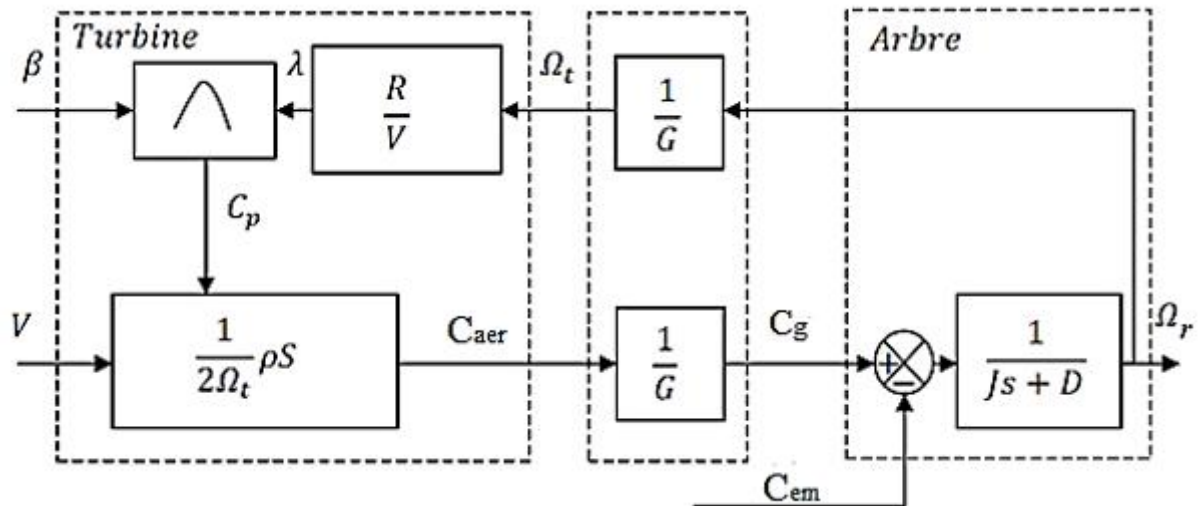 Turbine
Arbre
β
λ
R
V
Ω_t
1
G
C_p
V
1
2Ω_t
ρS
C_aer
1
G
C_g
+
−
1
Js + D
Ω_r
C_em